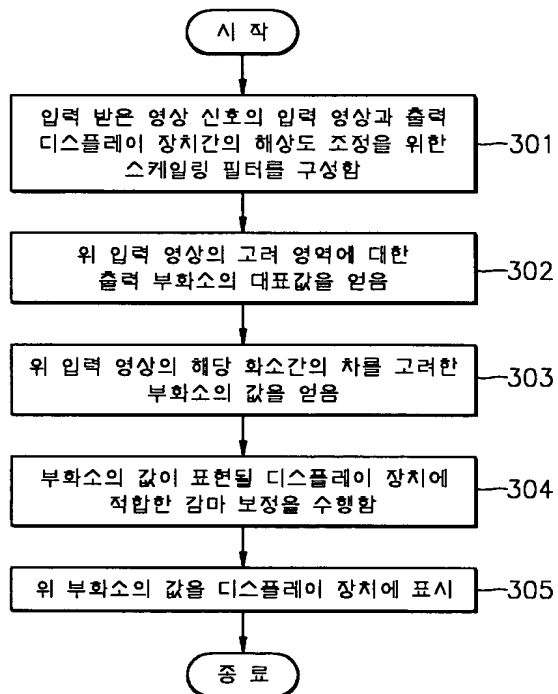 시 작
입력 받은 영상 신호의 입력 영상과 출력
디스플레이 장치간의 해상도 조정을 위한
스케일링 필터를 구성함
301
위 입력 영상의 고려 영역에 대한
출력 부화소의 대표값을 얻음
302
위 입력 영상의 해당 화소간의 차를 고려한
부화소의 값을 얻음
303
부화소의 값이 표현될 디스플레이 장치에
적합한 감마 보정을 수행함
304
위 부화소의 값을 디스플레이 장치에 표시
305
종 료